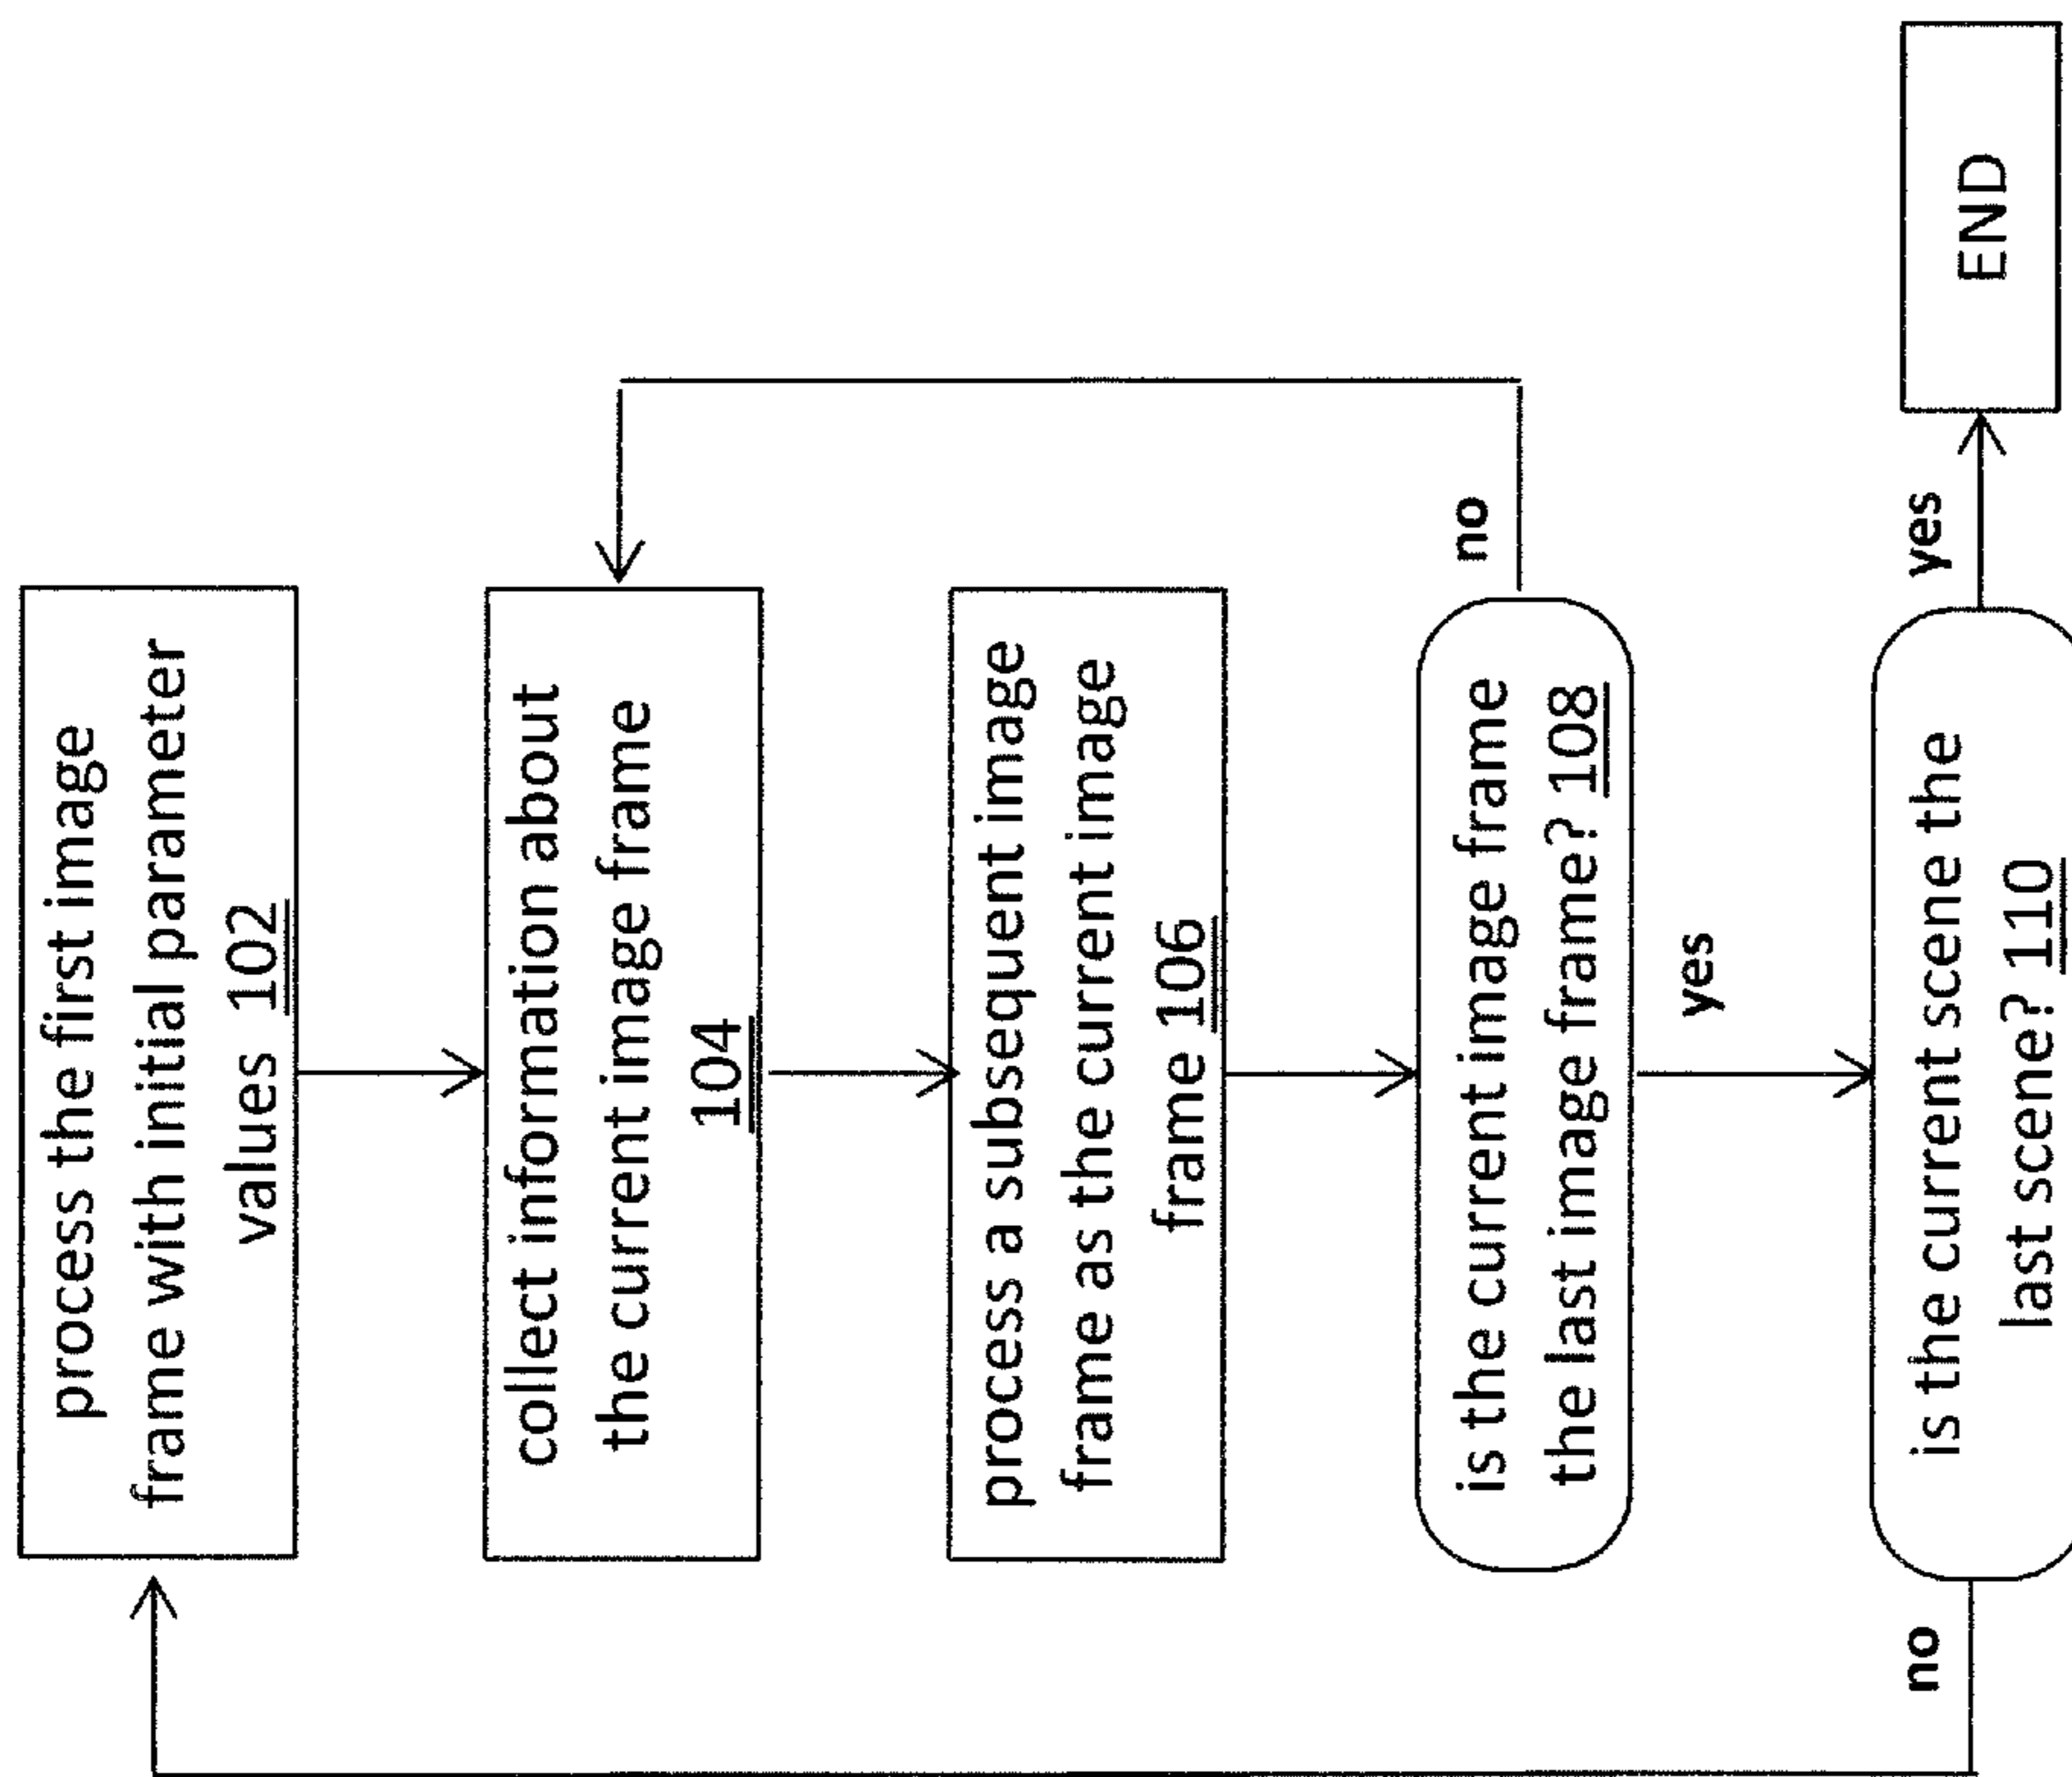 process the first image
frame with initial parameter
values 102
collect information about
the current image frame
104
process a subsequent image
frame as the current image
frame 106
is the current image frame
the last image frame? 108
no
yes
is the current scene the
last scene? 110
no
yes
END